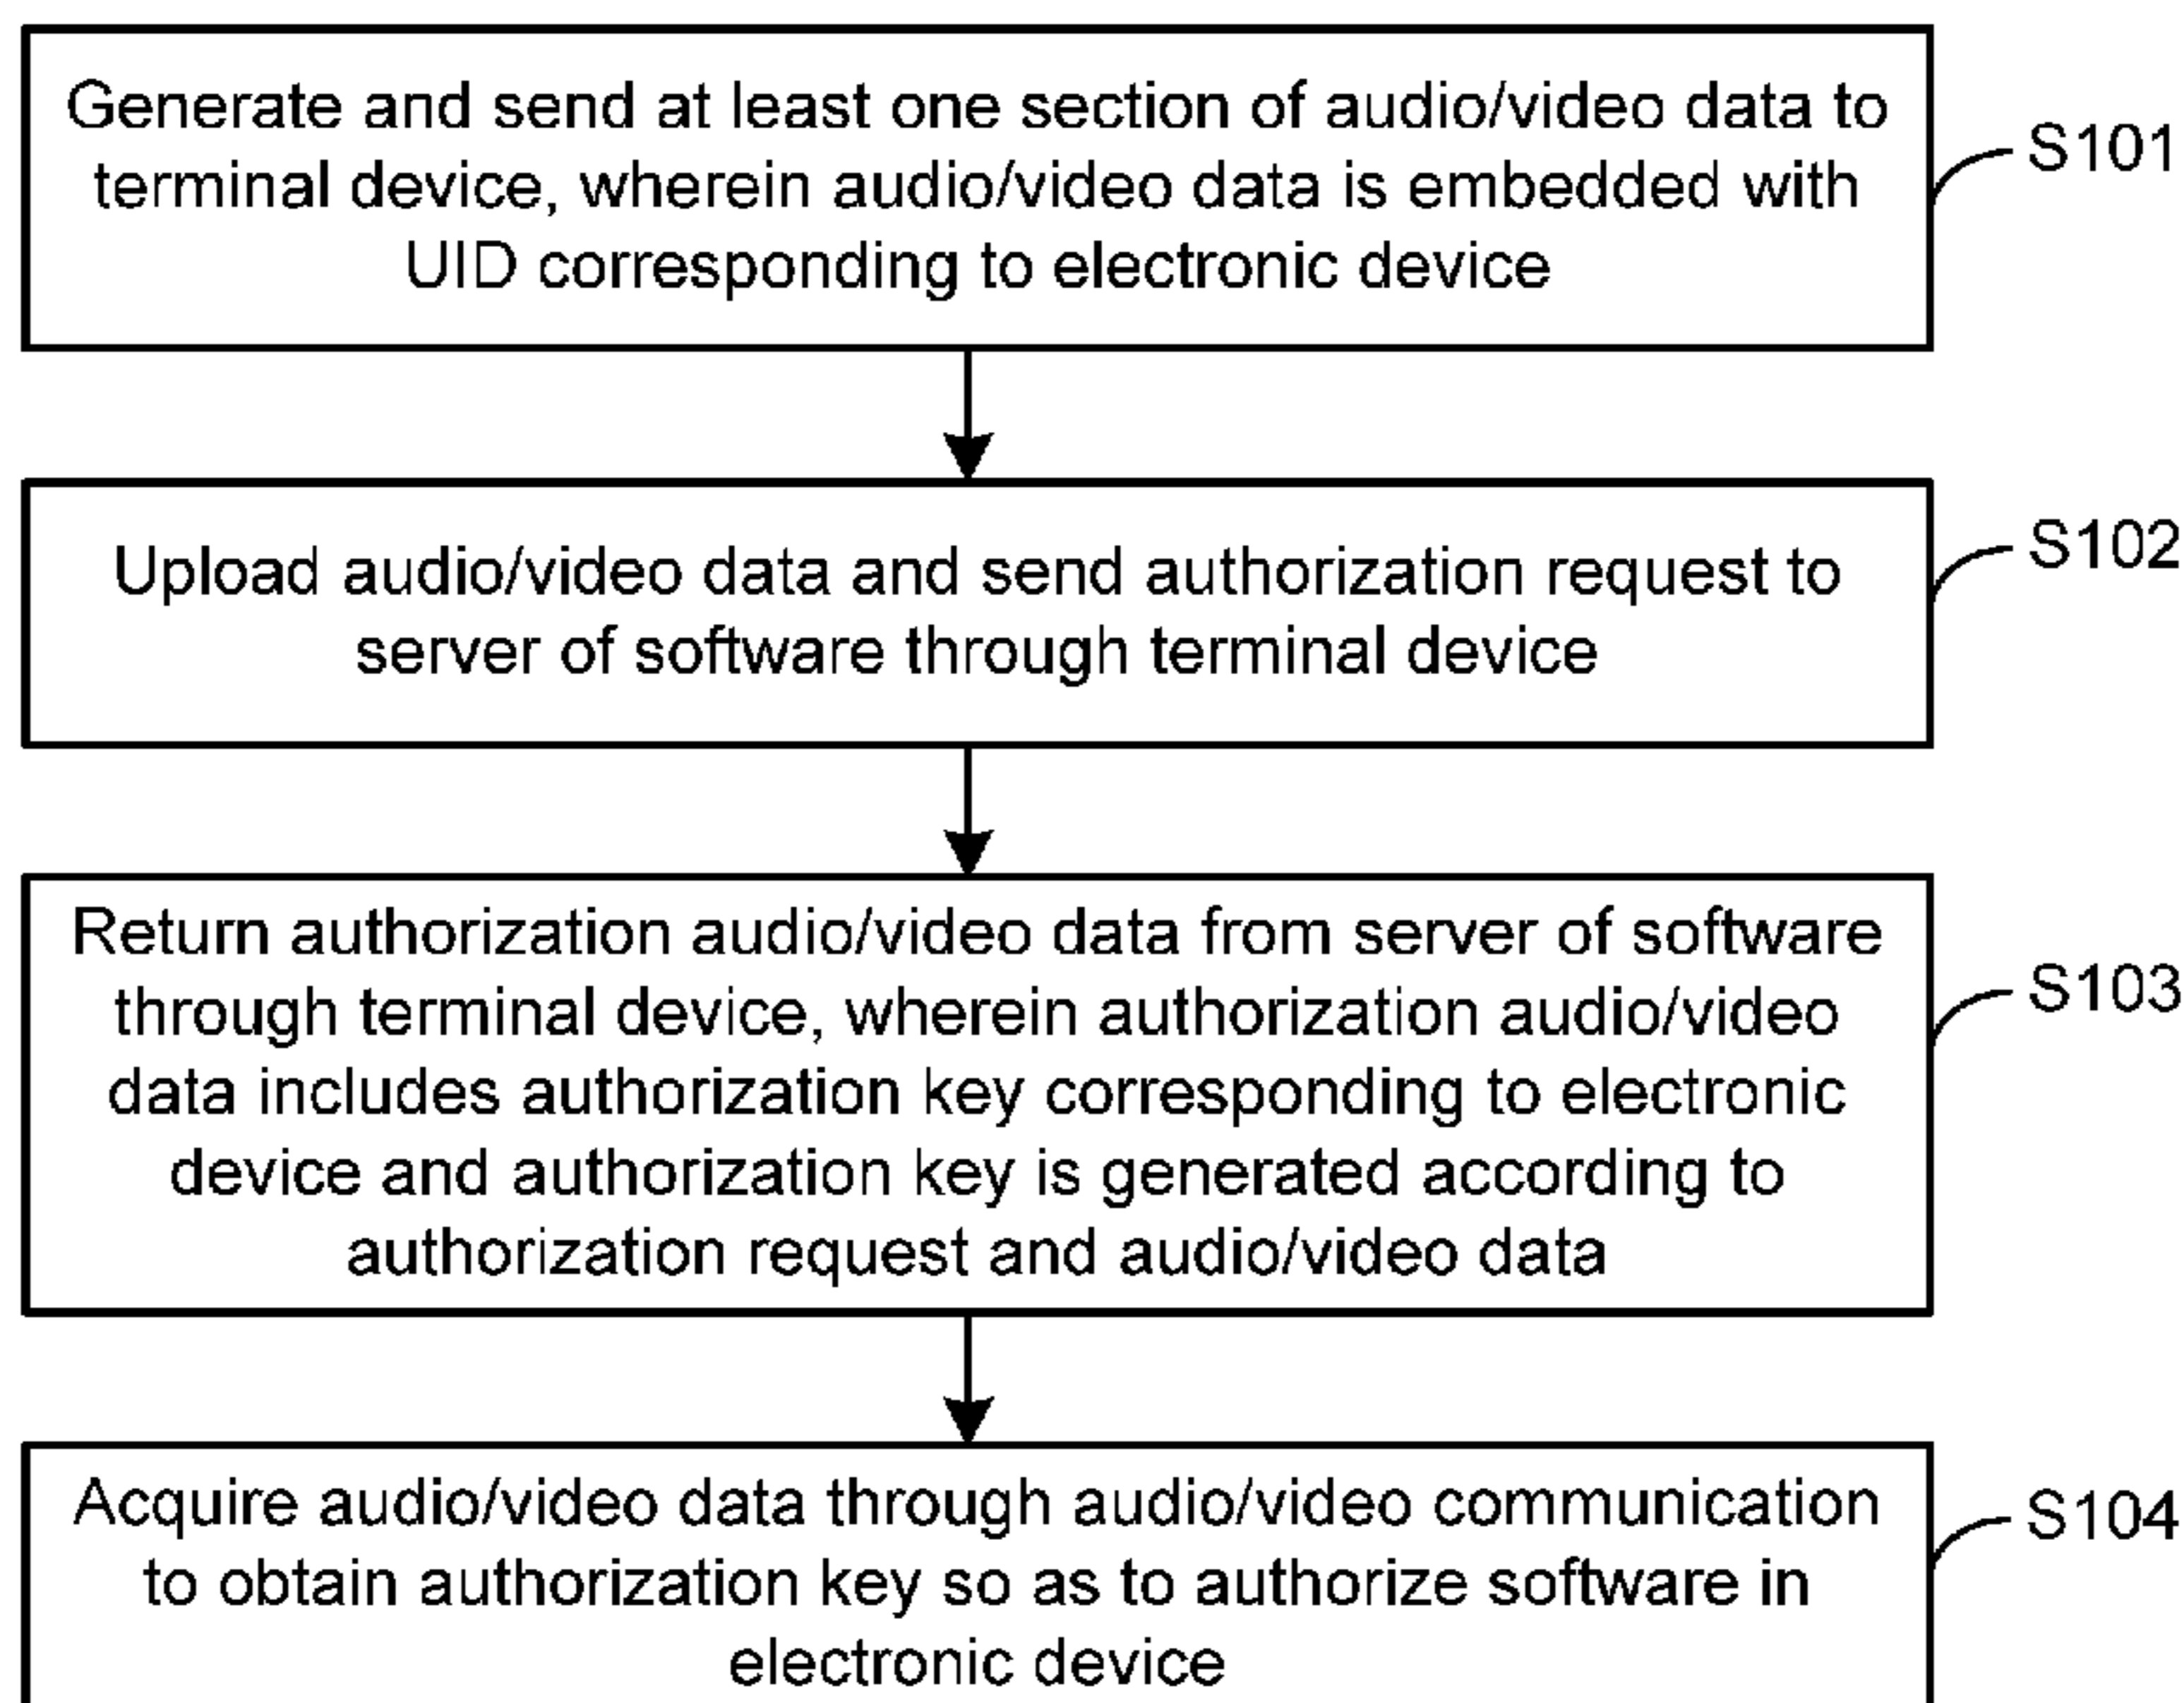 Generate and send at least one section of audio/video data to
terminal device, wherein audio/video data is embedded with
UID corresponding to electronic device
S101
Upload audio/video data and send authorization request to
server of software through terminal device
S102
Return authorization audio/video data from server of software
through terminal device, wherein authorization audio/video
data includes authorization key corresponding to electronic
device and authorization key is generated according to
authorization request and audio/video data
S103
Acquire audio/video data through audio/video communication
to obtain authorization key so as to authorize software in
electronic device
S104